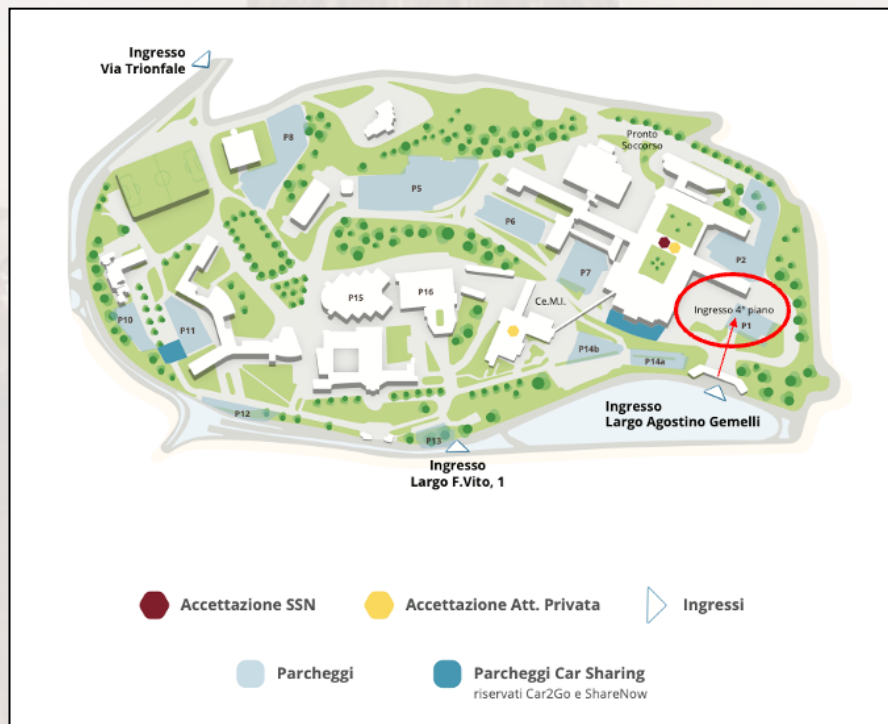 Ingresso
Via Trionfale
Pronto
Soccorso
P8
P5
P6
P2
P7
Ce.M.I.
P15
P16
Ingresso 4° piano
P1
P10
P11
P14b
P14a
P12
P13
Ingresso
Largo Agostino Gemelli
Ingresso
Largo F.Vito, 1
Accettazione SSN
Accettazione Att. Privata
Ingressi
Parcheggi
Parcheggi Car Sharing
riservati Car2Go e ShareNow